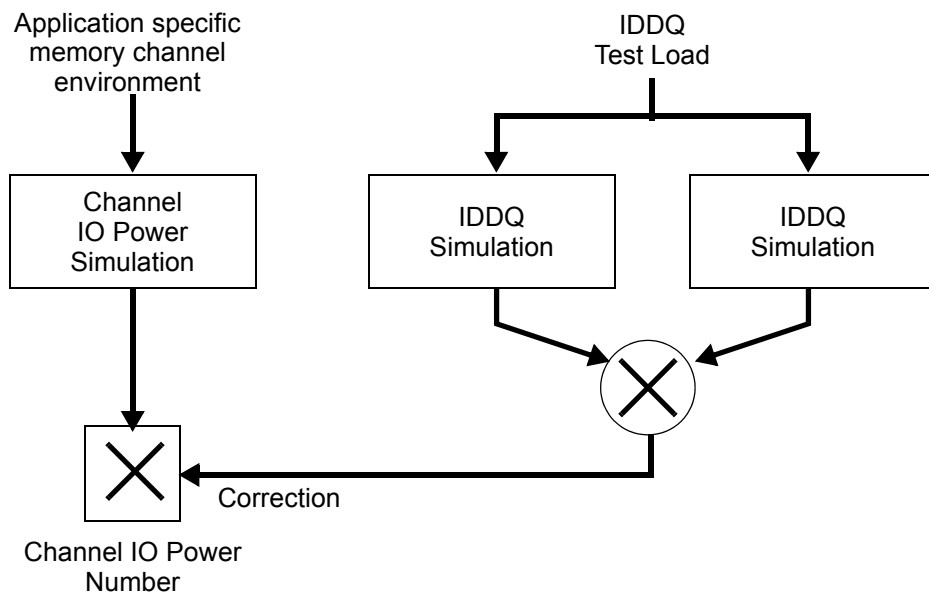 Application specific
memory channel
environment
IDDQ
Test Load
Channel
IO Power
Simulation
IDDQ
Simulation
IDDQ
Simulation
Correction
Channel IO Power
Number